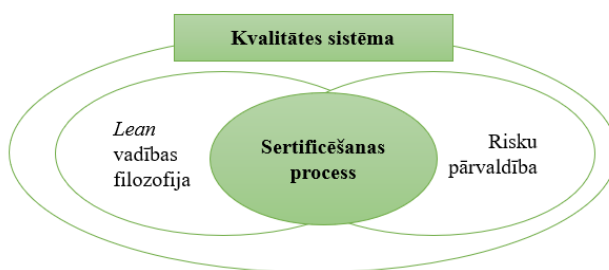 Kvalitātes sistēma
Lean
vadības
filozofija
Sertificēšanas
process
Risku
pārvaldība